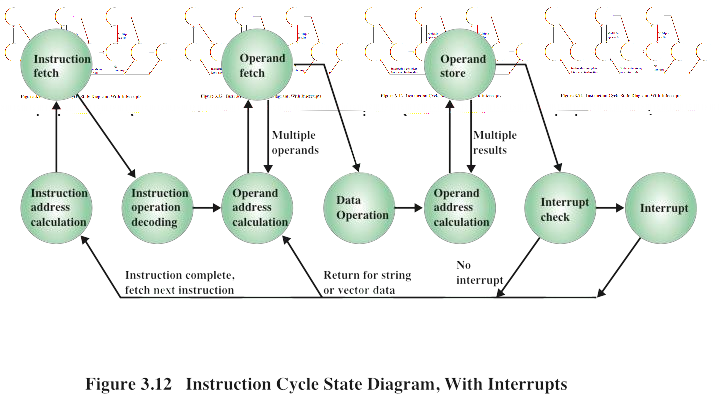 Instruction
fetch
Operand
fetch
Operand
store
Multiple
operands
Multiple
results
Instruction
address
calculation
Instruction
operation
decoding
Operand
address
calculation
Data
Operation
Operand
address
calculation
Interrupt
check
Interrupt
Instruction complete,
fetch next instruction
Return for string
or vector data
No
interrupt
Figure 3.12 Instruction Cycle State Diagram, With Interrupts